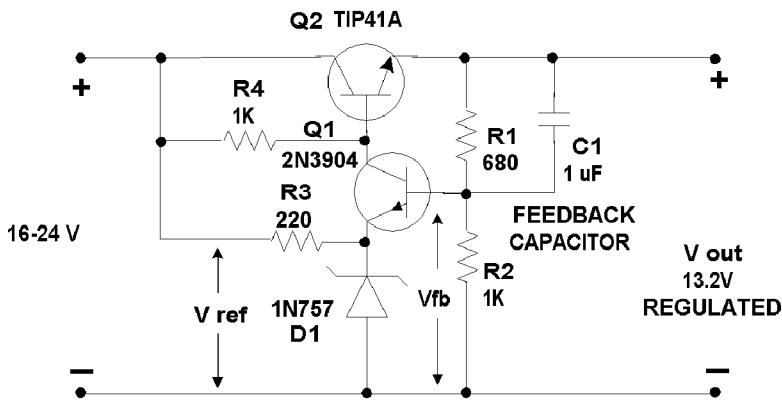 Q2 TIP41A
+
+
R4
1K
Q1
2N3904
R1
680
C1
1 uF
R3
220
16-24 V
FEEDBACK
CAPACITOR
R2
1K
V out
13.2V
REGULATED
V ref
1N757
D1
Vfb
−
−